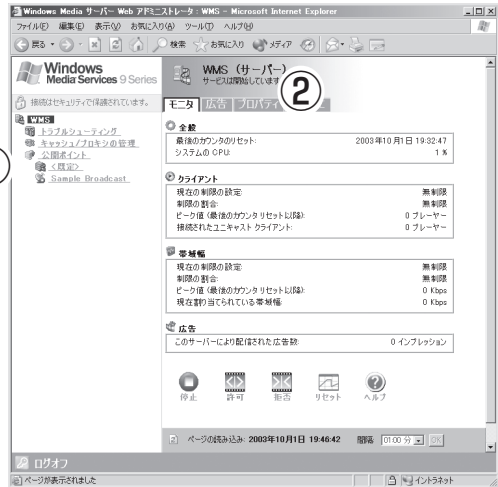 Windows Media サーバー Web アドミニストレータ : WMS - Microsoft Internet Explorer
ファイル(F) 編集(E) 表示(V) お気に入り(A) ツール(T) ヘルプ(H)
戻る 検索 お気に入り メディア
Windows
Media Services 9 Series
WMS (サーバー)
サービスは開始しています
接続はセキュリティで保護されています。
モニタ 広告 プロパティ
2
WMS
トラブルシューティング
キャッシュ/プロキシの管理
公開ポイント
<既定>
Sample Broadcast
全般
最後のカウンタのリセット: 2003年10月1日 19:32:47
システムの CPU: 1 %
クライアント
現在の制限の設定: 無制限
制限の割合: 無制限
ピーク値 (最後のカウンタ リセット以降): 0 プレーヤー
接続されたユニキャスト クライアント: 0 プレーヤー
帯域幅
現在の制限の設定: 無制限
制限の割合: 無制限
ピーク値 (最後のカウンタ リセット以降): 0 Kbps
現在割り当てられている帯域幅: 0 Kbps
広告
このサーバーにより配信された広告数: 0 インプレッション
停止 許可 拒否 リセット ヘルプ
ページの読み込み: 2003年10月1日 19:46:42 間隔: 01:00 分 OK
ログオフ
ページが表示されました イントラネット